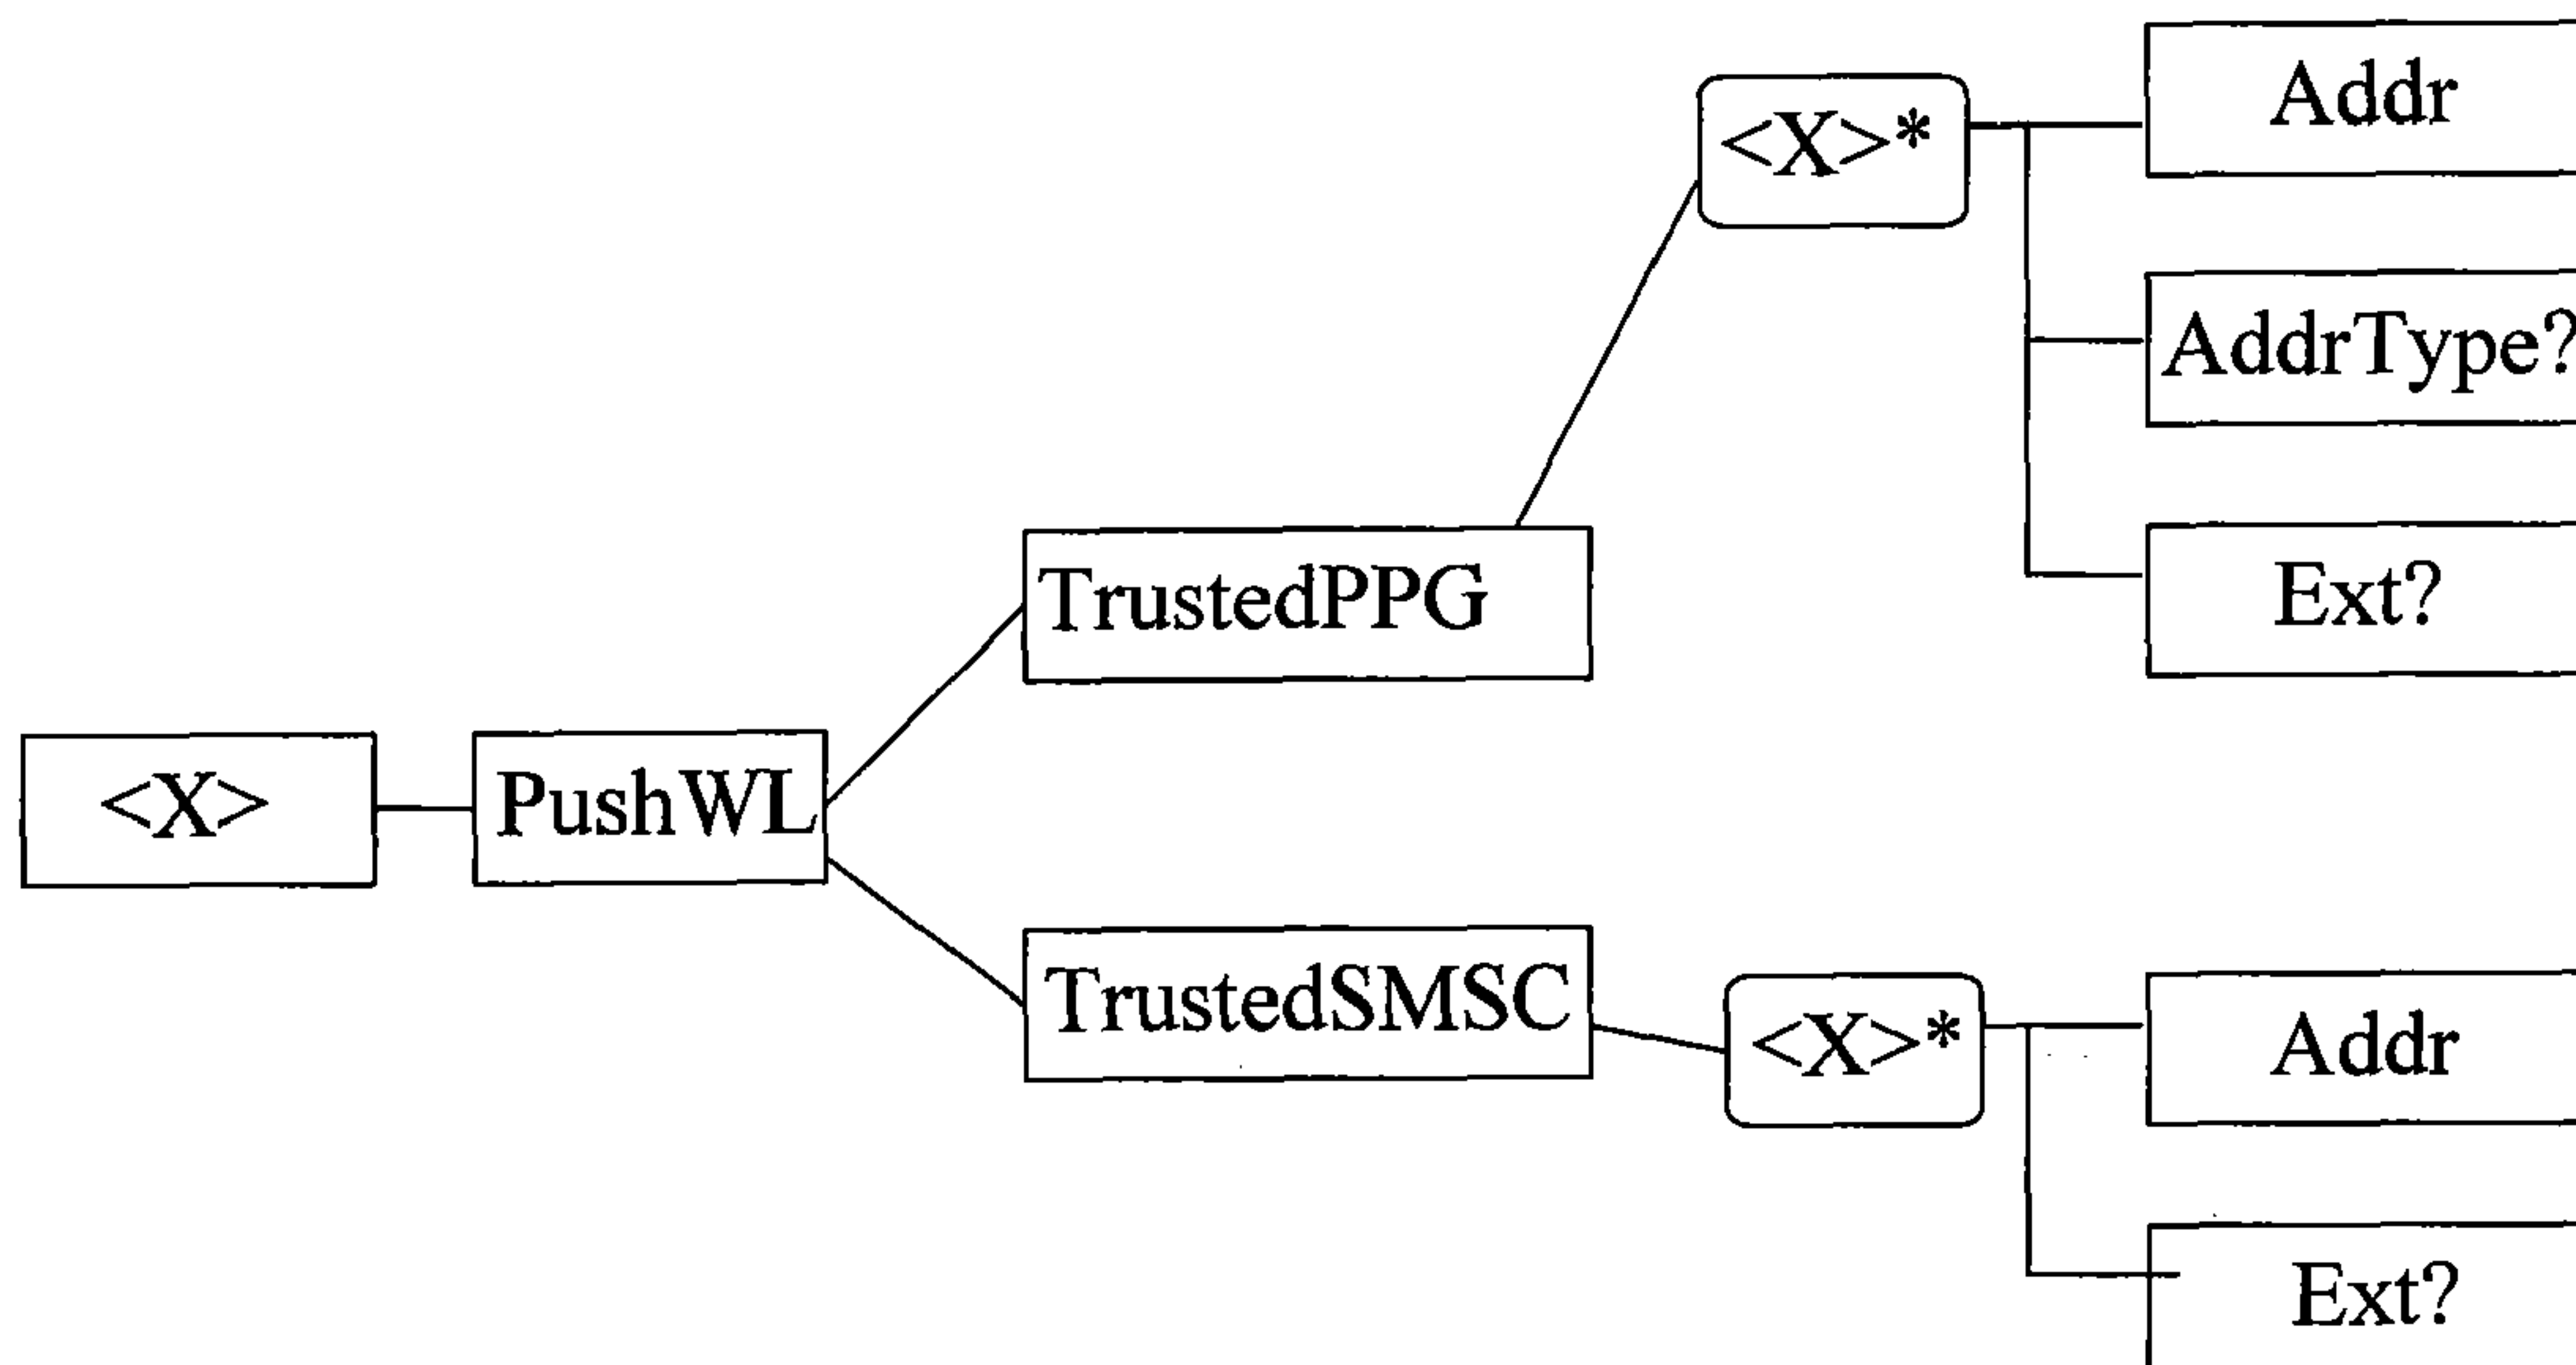 <X>
PushWL
TrustedPPG
<X>*
Addr
AddrType?
Ext?
TrustedSMSC
<X>*
Addr
Ext?